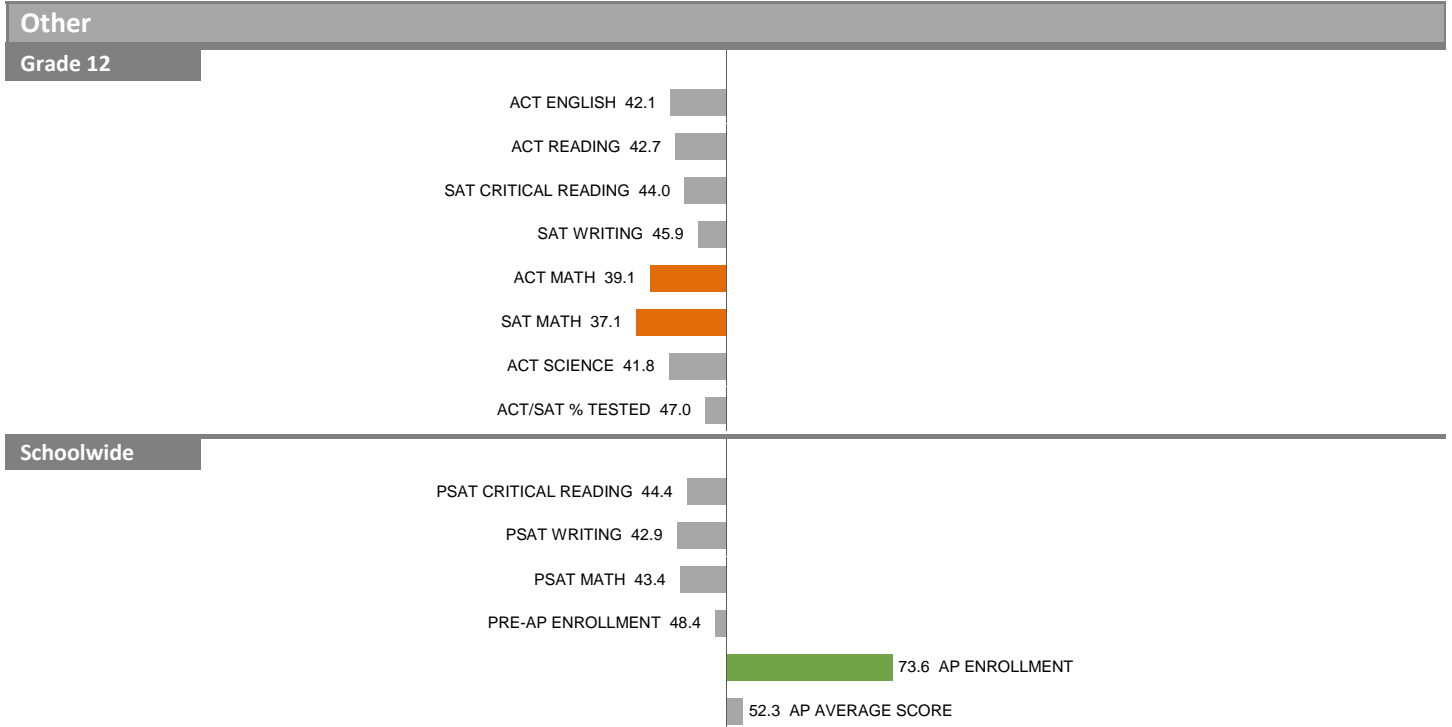 Other
Grade 12
ACT ENGLISH 42.1
ACT READING 42.7
SAT CRITICAL READING 44.0
SAT WRITING 45.9
ACT MATH 39.1
SAT MATH 37.1
ACT SCIENCE 41.8
ACT/SAT % TESTED 47.0
Schoolwide
PSAT CRITICAL READING 44.4
PSAT WRITING 42.9
PSAT MATH 43.4
PRE-AP ENROLLMENT 48.4
73.6 AP ENROLLMENT
52.3 AP AVERAGE SCORE